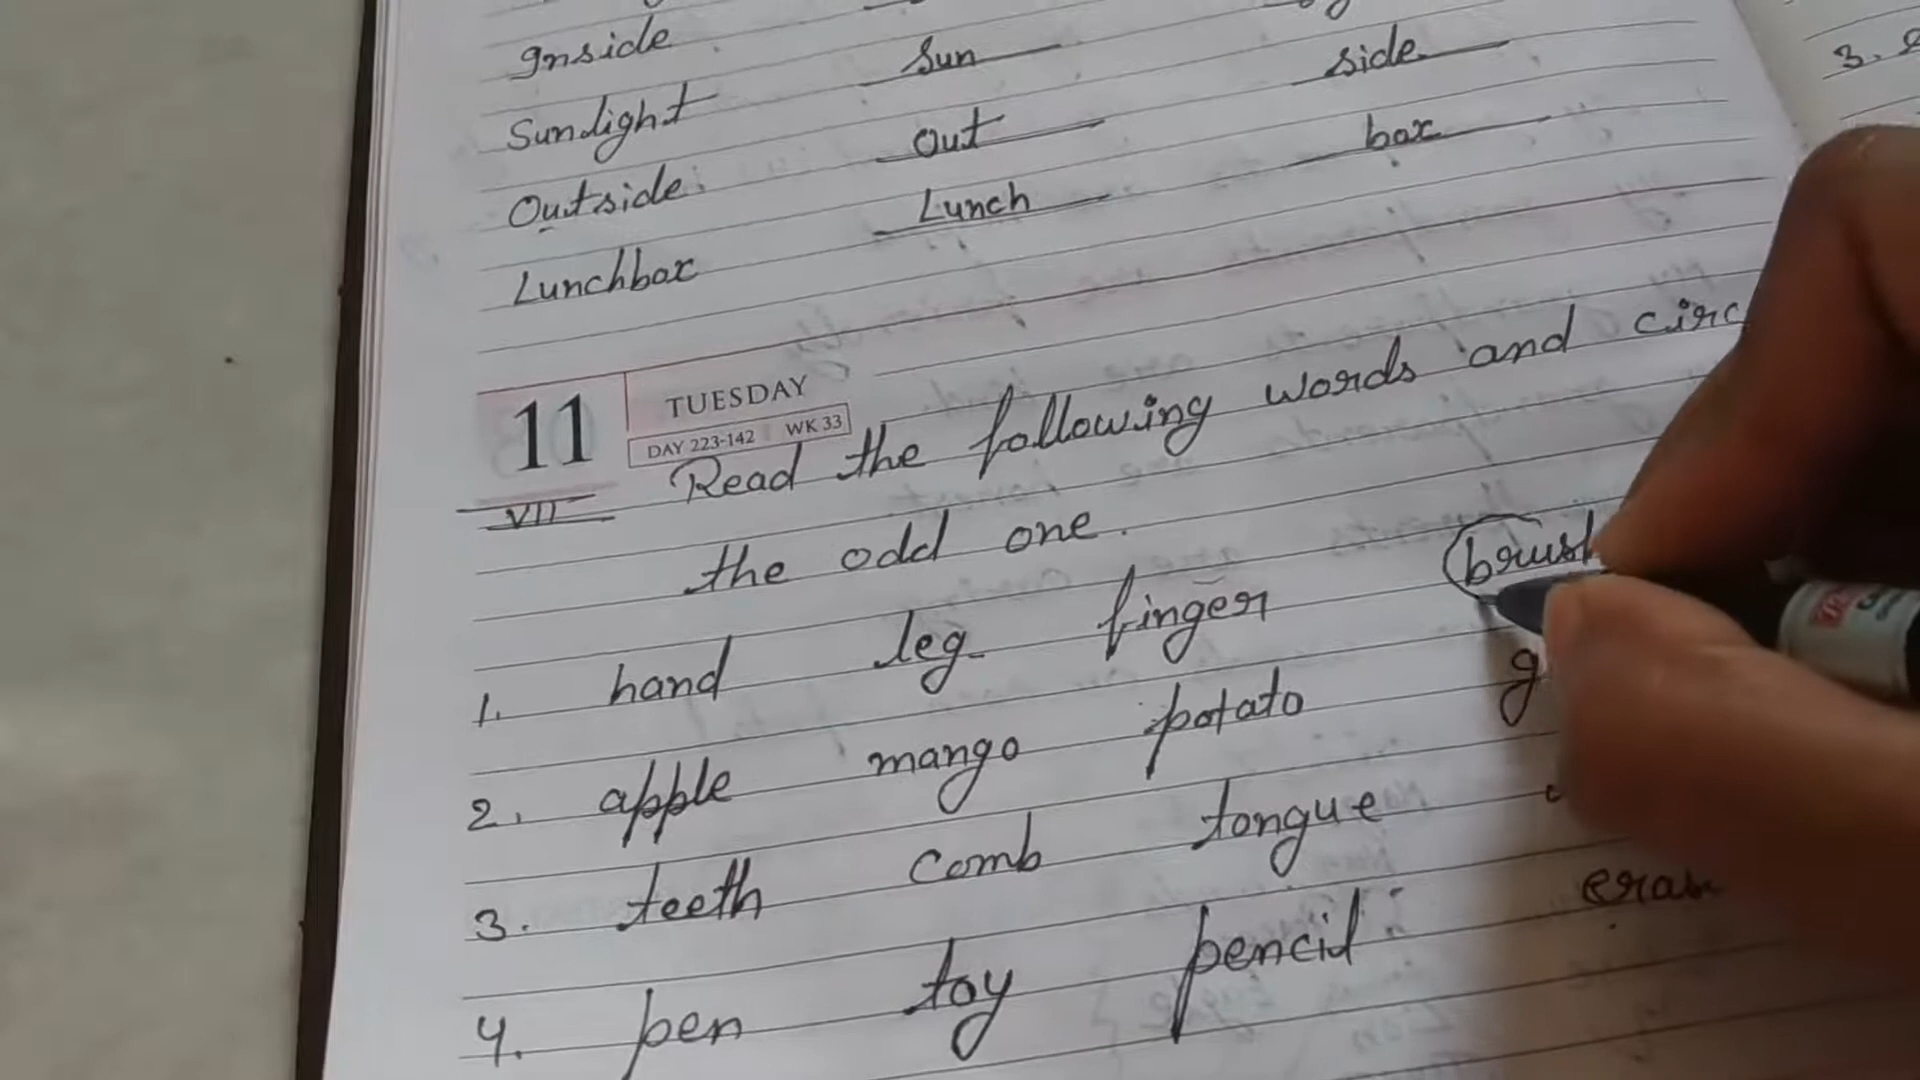 Inside
Sun side
Sunlight
Out box
Outside
Lunch
Lunchbox
3.
11 TUESDAY
DAY 223-142 WK 33
VII Read the following words and circ
the odd one.
1. hand leg finger brush
2. apple mango potato g
3. teeth comb tongue
4. pen toy pencil